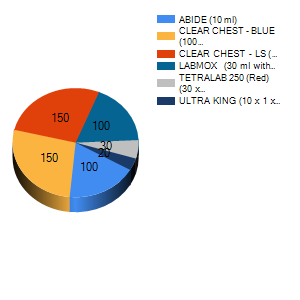 ABIDE (10 ml)
CLEAR CHEST - BLUE
(100...
CLEAR CHEST - LS (...
LABMOX (30 ml with...
TETRALAB 250 (Red)
(30 x...
ULTRA KING (10 x 1 x...
150
100
30
20
150
100